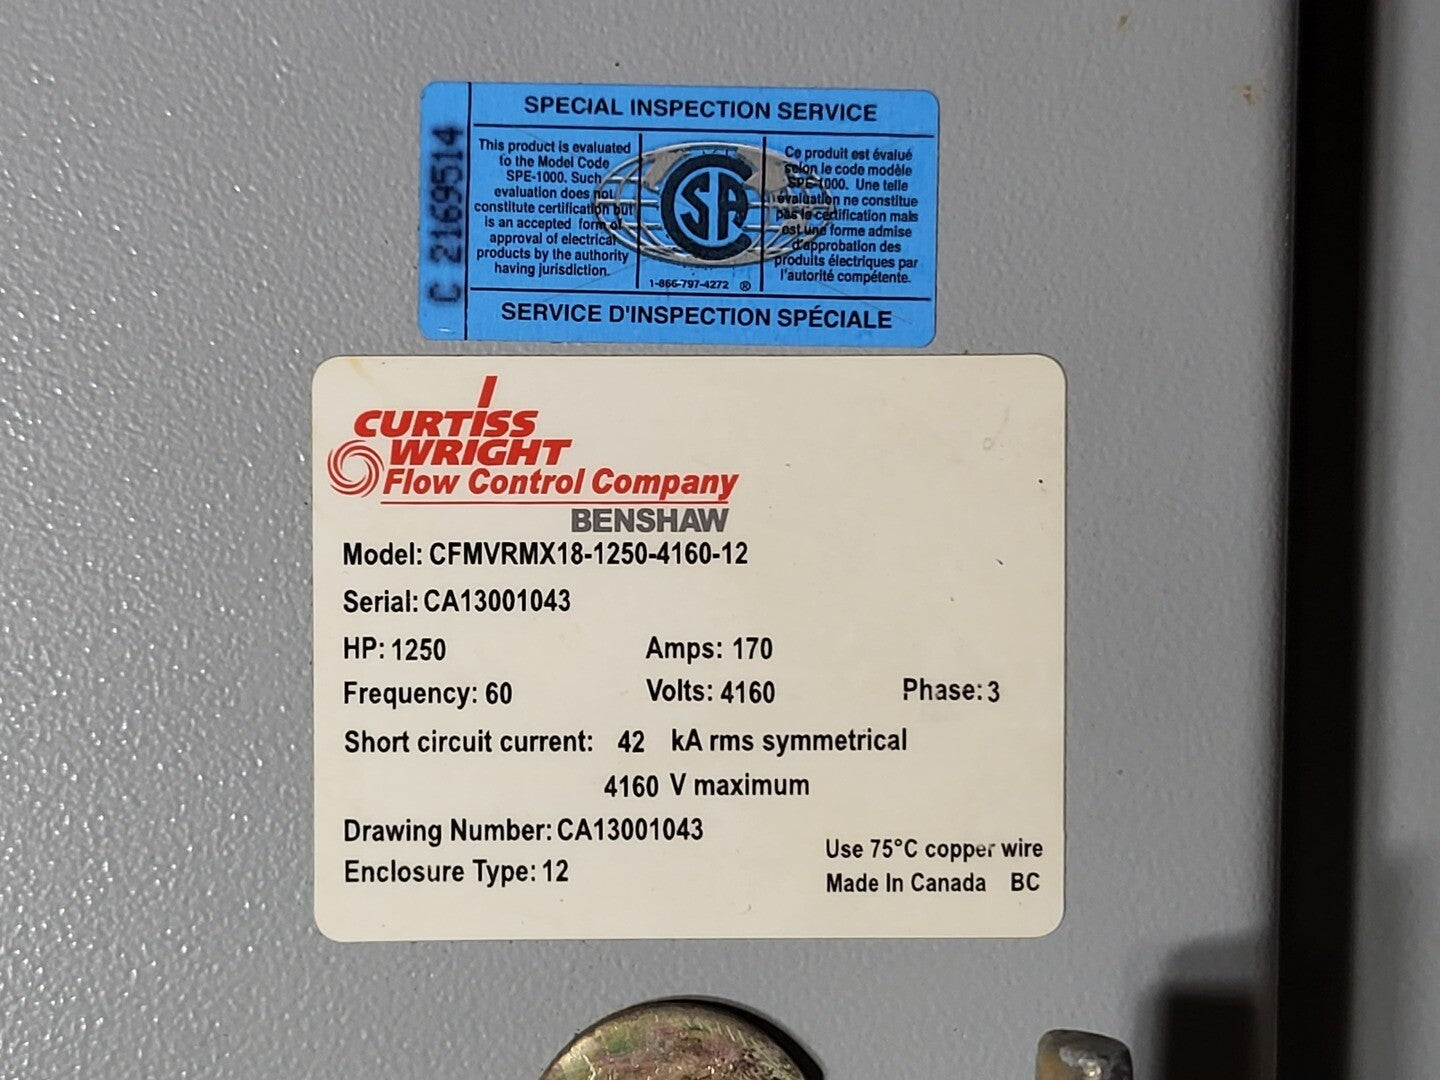 SPECIAL INSPECTION SERVICE
C 2169514
This product is evaluated
to the Model Code
SPE-1000. Such
evaluation does not
constitute certification but
is an accepted form of
approval of electrical
products by the authority
having jurisdiction.
CSA
1-866-797-4272 ®
Ce produit est évalué
selon le code modèle
SPE-1000. Une telle
évaluation ne constitue
pas la certification mais
est une forme admise
d'approbation des
produits électriques par
l'autorité compétente.
SERVICE D'INSPECTION SPÉCIALE
CURTISS
WRIGHT
Flow Control Company
BENSHAW
Model: CFMVRMX18-1250-4160-12
Serial: CA13001043
HP: 1250 Amps: 170
Frequency: 60 Volts: 4160 Phase: 3
Short circuit current: 42 kA rms symmetrical
4160 V maximum
Drawing Number: CA13001043
Enclosure Type: 12
Use 75°C copper wire
Made In Canada BC